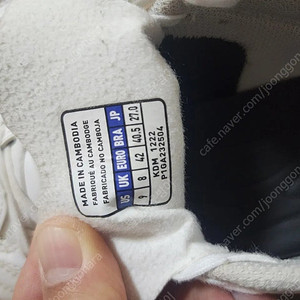 MADE IN CAMBODIA
FABRIQUÉ AU CAMBODGE
FABRICADO NO CAMBOJA
US UK EURO BRA JP
9 8 42 40.5 27.0
KDM 1222
P1GA232504
cafe.naver.com/joonggonara